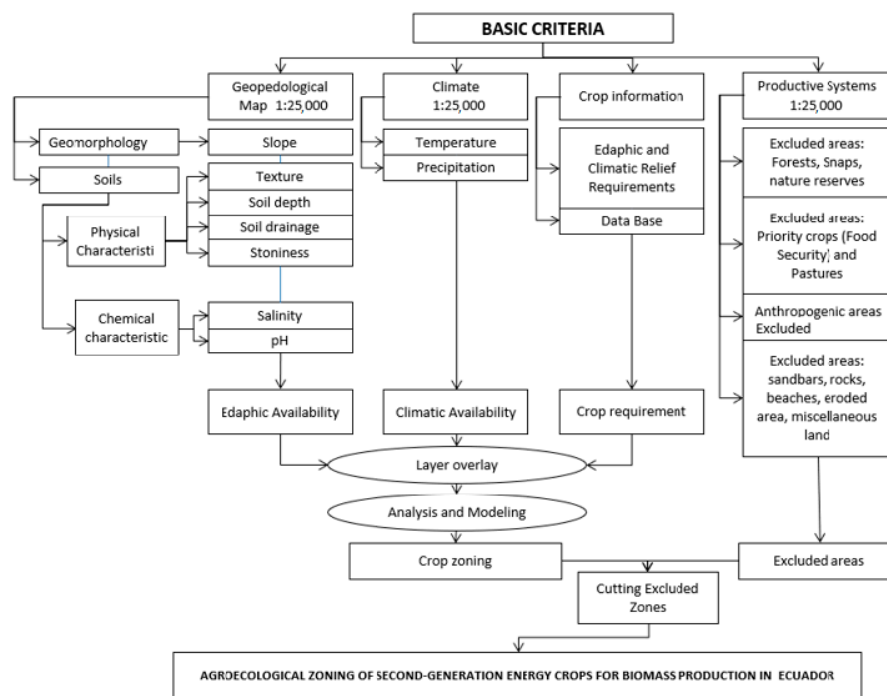 BASIC CRITERIA
Geopedological
Map 1:25,000
Climate
1:25,000
Crop information
Productive Systems
1:25,000
Geomorphology
Slope
Temperature
Precipitation
Edaphic and
Climatic Relief
Requirements
Data Base
Excluded areas:
Forests, Snaps,
nature reserves
Soils
Texture
Soil depth
Soil drainage
Stoniness
Physical
Characteristi
Excluded areas:
Priority crops (Food
Security) and
Pastures
Chemical
characteristic
Salinity
pH
Anthropogenic areas
Excluded
Excluded areas:
sandbars, rocks,
beaches, eroded
area, miscellaneous
land
Edaphic Availability
Climatic Availability
Crop requirement
Layer overlay
Analysis and Modeling
Crop zoning
Excluded areas
Cutting Excluded
Zones
AGROECOLOGICAL ZONING OF SECOND-GENERATION ENERGY CROPS FOR BIOMASS PRODUCTION IN ECUADOR